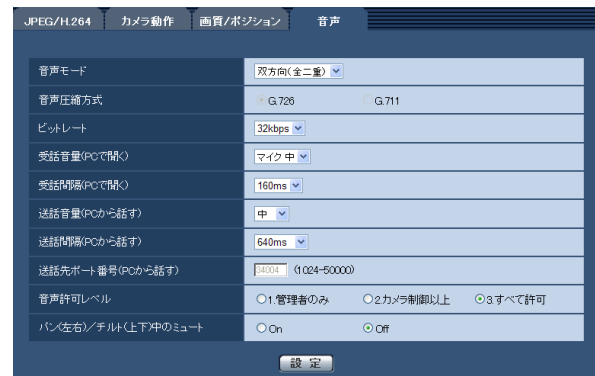 JPEG/H.264 カメラ動作 画質/ポジション 音声
音声モード 双方向(全二重)
音声圧縮方式 G.726 G.711
ビットレート 32kbps
受話音量(PCで聞く) マイク 中
受話間隔(PCで聞く) 160ms
送話音量(PCから話す) 中
送話間隔(PCから話す) 640ms
送話先ポート番号(PCから話す) 34004 (1024-50000)
音声許可レベル 1.管理者のみ 2.カメラ制御以上 3.すべて許可
パン(左右)/チルト(上下)中のミュート On Off
設定